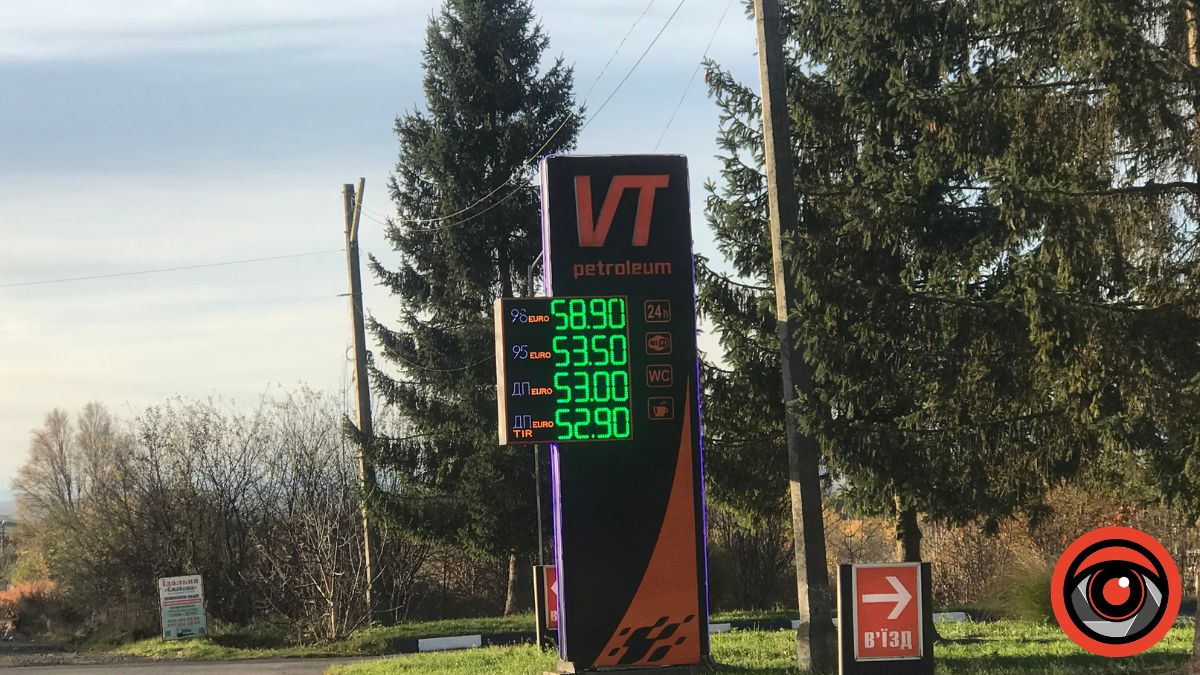 VT
petroleum
98 EURO 58.90
95 EURO 53.50
ДП EURO 53.00
ДП EURO 52.90
TIR
24h
WiFi
WC
Їдальня
В'ЇЗД